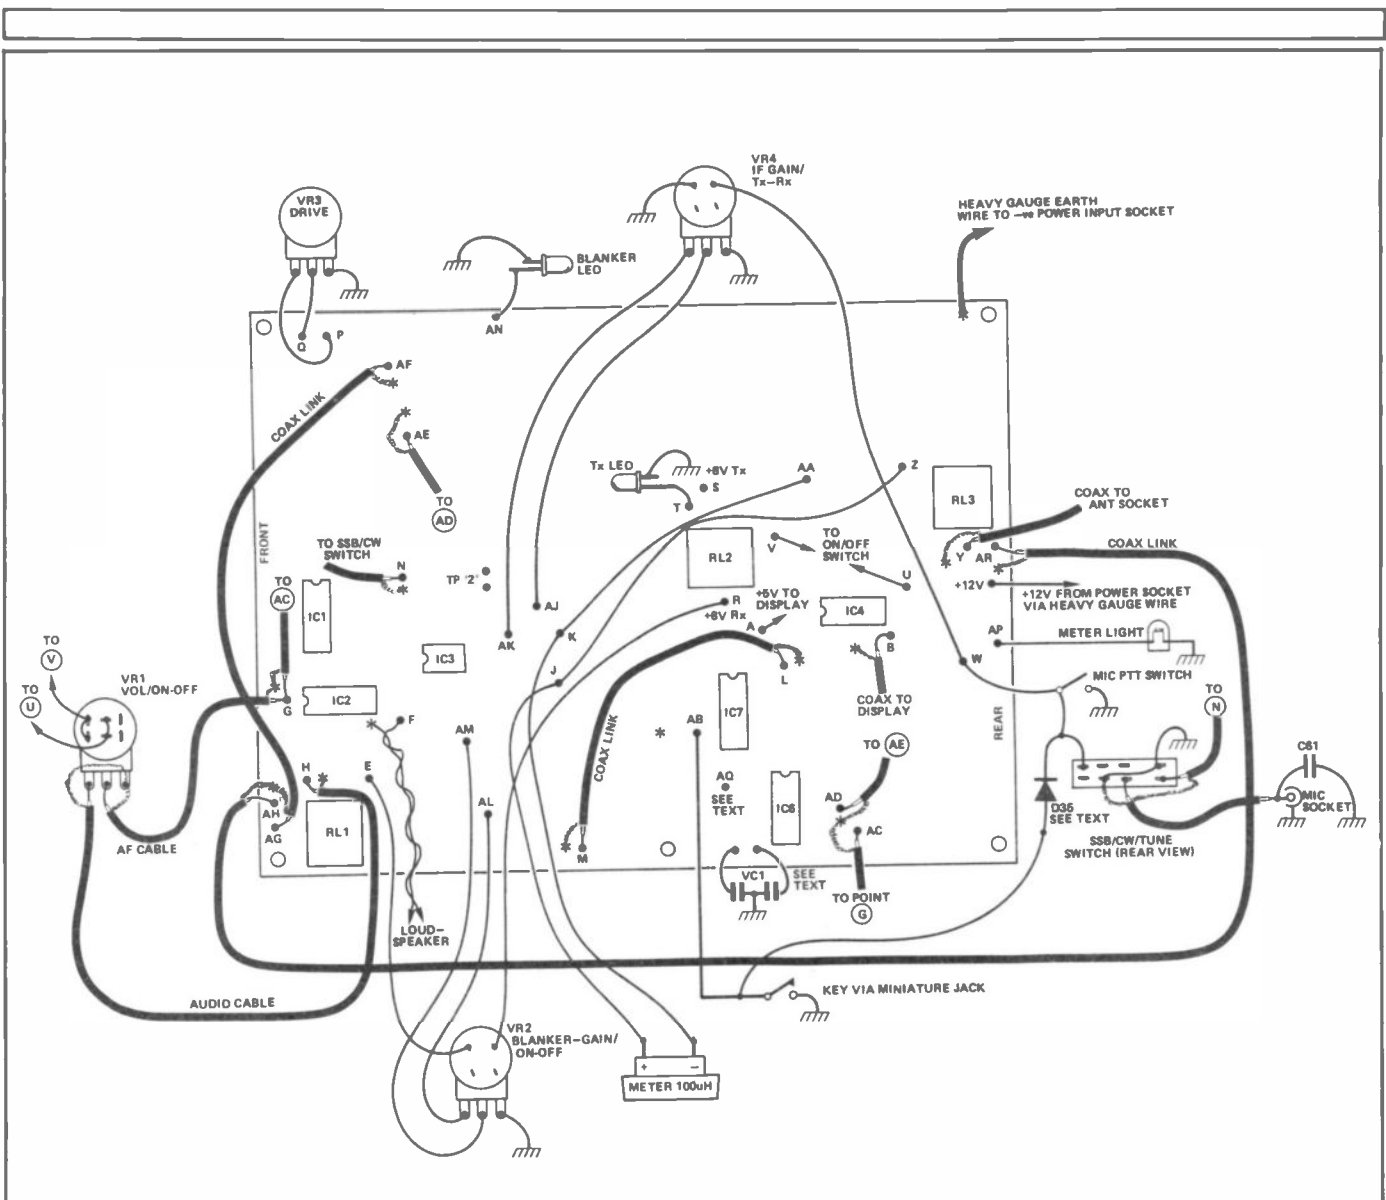 VR4
IF GAIN/
Tx–Rx
VR3
DRIVE
HEAVY GAUGE EARTH
WIRE TO –ve POWER INPUT SOCKET
BLANKER
LED
AN
Q
P
AF
COAX LINK
AE
TO
AD
Tx LED
+8V Tx
S
T
AA
Z
RL3
COAX TO
ANT SOCKET
FRONT
TO SSB/CW
SWITCH
N
TP '2'
RL2
V
TO
ON/OFF
SWITCH
U
Y
AR
COAX LINK
+12V
+12V FROM POWER SOCKET
VIA HEAVY GAUGE WIRE
TO
AC
IC1
AJ
AK
K
R
+8V Rx
+5V TO
DISPLAY
A
IC4
B
AP
METER LIGHT
W
MIC PTT SWITCH
IC3
J
L
TO
V
TO
U
VR1
VOL/ON-OFF
G
IC2
F
AM
COAX LINK
AB
IC7
COAX TO
DISPLAY
REAR
TO
N
TO
AE
C61
H
E
AL
AQ
SEE
TEXT
IC6
AD
D35
SEE TEXT
MIC
SOCKET
AH
AG
RL1
AF CABLE
M
AC
SSB/CW/TUNE
SWITCH (REAR VIEW)
VC1
SEE
TEXT
TO POINT
G
LOUD–
SPEAKER
AUDIO CABLE
KEY VIA MINIATURE JACK
VR2
BLANKER–GAIN/
ON-OFF
+
–
METER 100uH